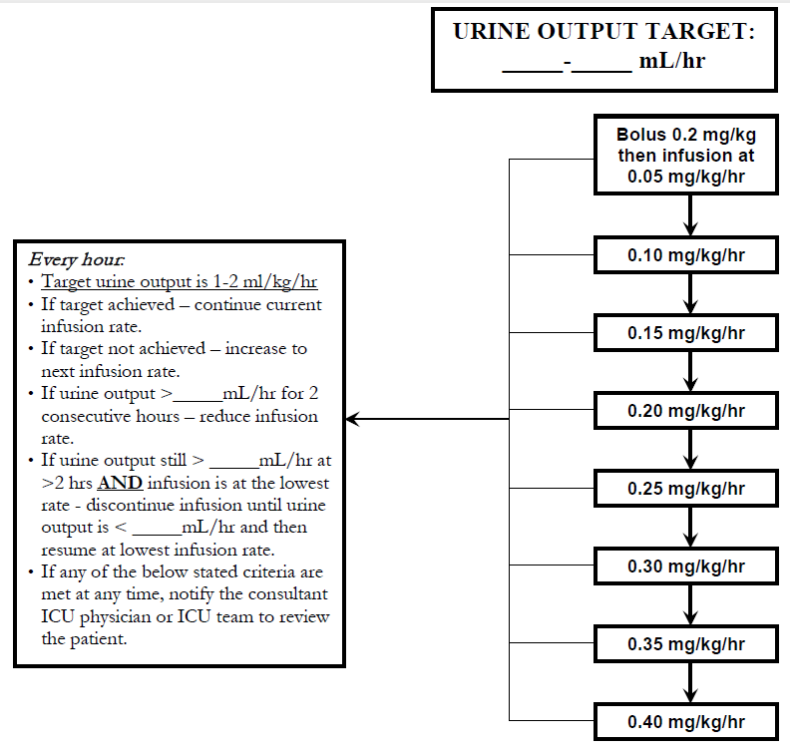 URINE OUTPUT TARGET:
_____-_____ mL/hr
Bolus 0.2 mg/kg
then infusion at
0.05 mg/kg/hr
0.10 mg/kg/hr
0.15 mg/kg/hr
0.20 mg/kg/hr
0.25 mg/kg/hr
0.30 mg/kg/hr
0.35 mg/kg/hr
0.40 mg/kg/hr
Every hour:
• Target urine output is 1-2 ml/kg/hr
• If target achieved – continue current
infusion rate.
• If target not achieved – increase to
next infusion rate.
• If urine output >_____mL/hr for 2
consecutive hours – reduce infusion
rate.
• If urine output still > _____mL/hr at
>2 hrs AND infusion is at the lowest
rate - discontinue infusion until urine
output is < _____mL/hr and then
resume at lowest infusion rate.
• If any of the below stated criteria are
met at any time, notify the consultant
ICU physician or ICU team to review
the patient.